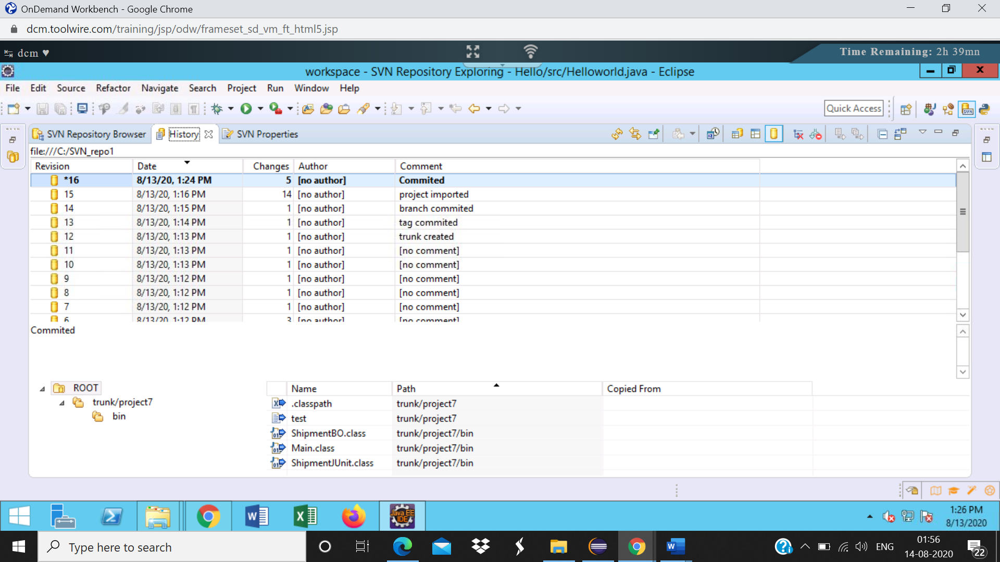 OnDemand Workbench - Google Chrome
dcm.toolwire.com/training/jsp/odw/frameset_sd_vm_ft_html5.jsp
dcm ♥
Time Remaining: 2h 39mn
workspace - SVN Repository Exploring - Hello/src/Helloworld.java - Eclipse
File Edit Source Refactor Navigate Search Project Run Window Help
Quick Access
SVN Repository Browser History SVN Properties
file:///C:/SVN_repo1
Revision Date Changes Author Comment
*16 8/13/20, 1:24 PM 5 [no author] Commited
15 8/13/20, 1:16 PM 14 [no author] project imported
14 8/13/20, 1:15 PM 1 [no author] branch commited
13 8/13/20, 1:14 PM 1 [no author] tag commited
12 8/13/20, 1:13 PM 1 [no author] trunk created
11 8/13/20, 1:13 PM 1 [no author] [no comment]
10 8/13/20, 1:13 PM 1 [no author] [no comment]
9 8/13/20, 1:12 PM 1 [no author] [no comment]
8 8/13/20, 1:12 PM 1 [no author] [no comment]
7 8/13/20, 1:12 PM 1 [no author] [no comment]
6 8/13/20, 1:12 PM 3 [no author] [no comment]
Commited
ROOT
trunk/project7
bin
Name Path Copied From
.classpath trunk/project7
test trunk/project7
ShipmentBO.class trunk/project7/bin
Main.class trunk/project7/bin
ShipmentJUnit.class trunk/project7/bin
Java EE
IDE
1:26 PM
8/13/2020
Type here to search
ENG
01:56
14-08-2020
22